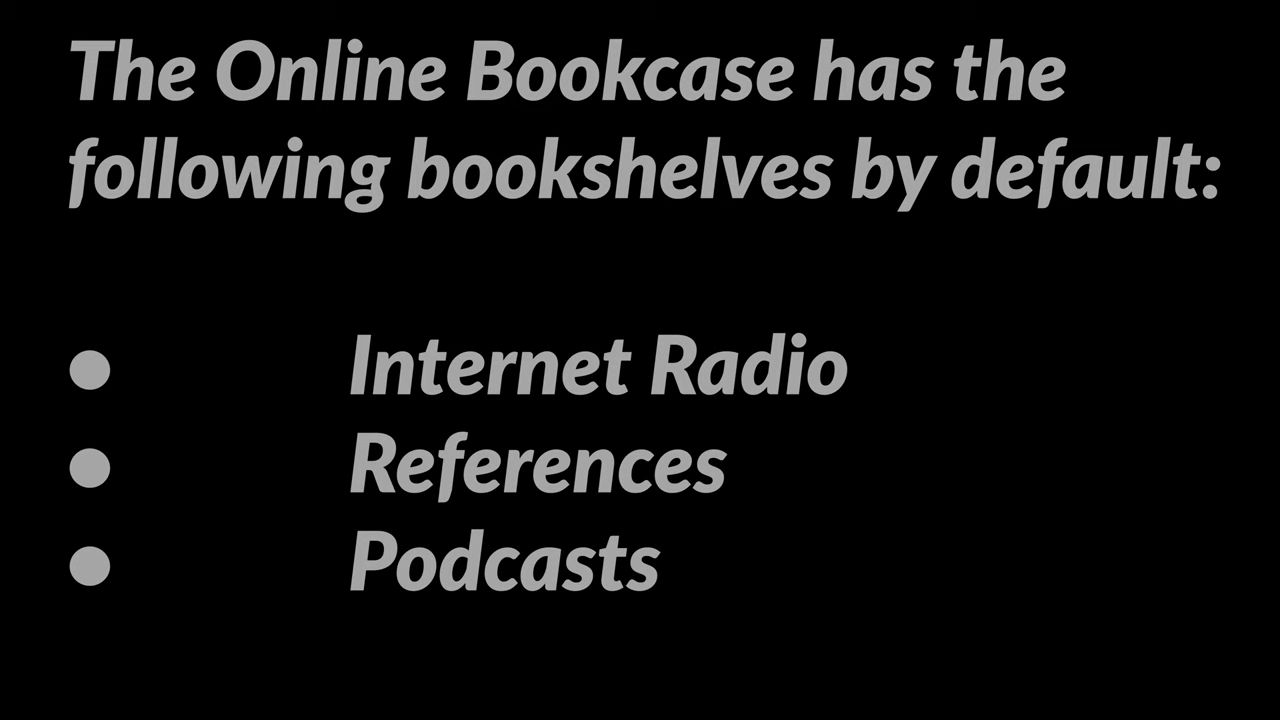 The Online Bookcase has the
following bookshelves by default:
● Internet Radio
● References
● Podcasts